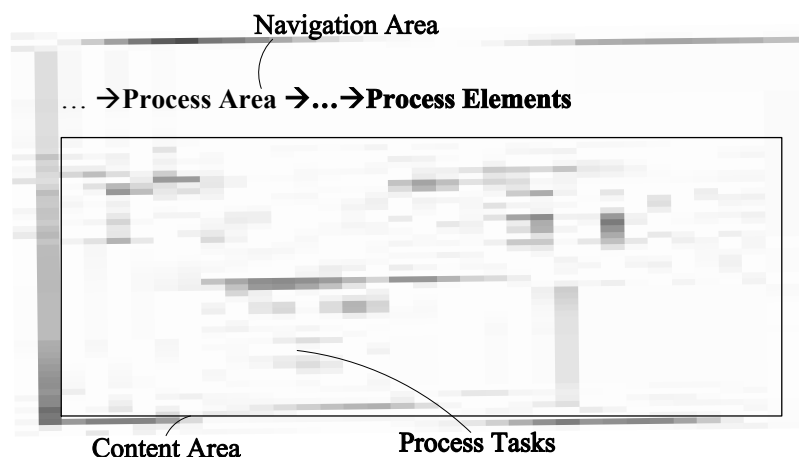 Navigation Area
… →Process Area →…→Process Elements
Content Area
Process Tasks